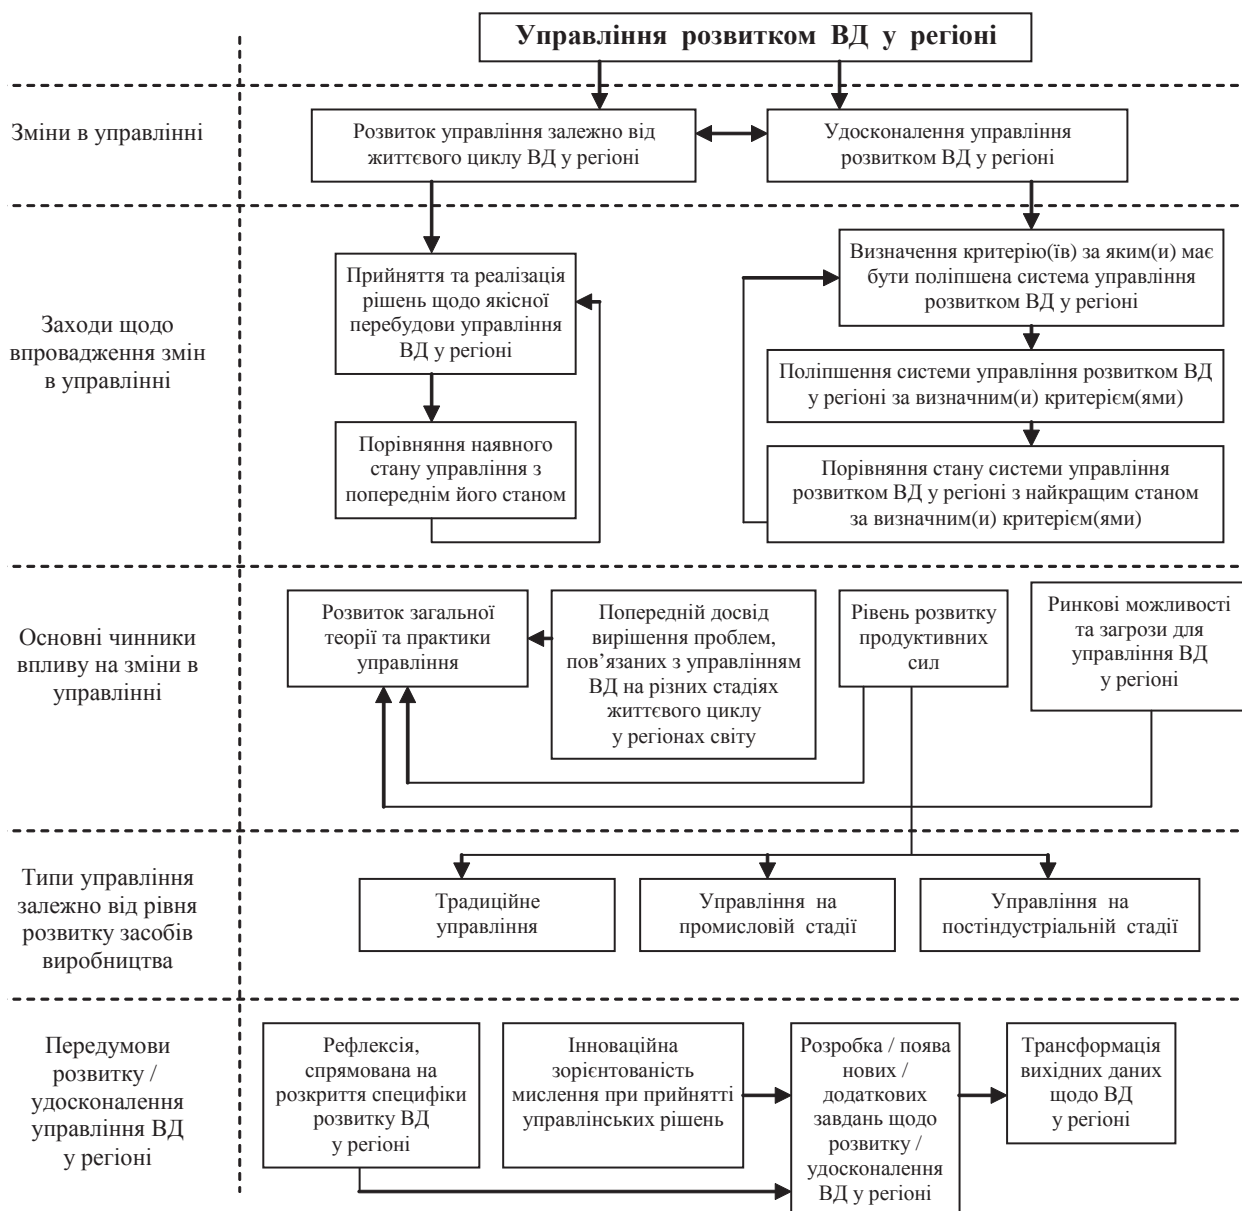 Управління розвитком ВД у регіоні
Зміни в управлінні
Розвиток управління залежно від
життєвого циклу ВД у регіоні
Удосконалення управління
розвитком ВД у регіоні
Заходи щодо
впровадження змін
в управлінні
Прийняття та реалізація
рішень щодо якісної
перебудови управління
ВД у регіоні
Порівняння наявного
стану управління з
попереднім його станом
Визначення критерію(їв) за яким(и) має
бути поліпшена система управління
розвитком ВД у регіоні
Поліпшення системи управління розвитком ВД
у регіоні за визначним(и) критерієм(ями)
Порівняння стану системи управління
розвитком ВД у регіоні з найкращим станом
за визначним(и) критерієм(ями)
Основні чинники
впливу на зміни в
управлінні
Розвиток загальної
теорії та практики
управління
Попередній досвід
вирішення проблем,
пов’язаних з управлінням
ВД на різних стадіях
життєвого циклу
у регіонах світу
Рівень розвитку
продуктивних
сил
Ринкові можливості
та загрози для
управління ВД
у регіоні
Типи управління
залежно від рівня
розвитку засобів
виробництва
Традиційне
управління
Управління на
промисловій стадії
Управління на
постіндустріальній стадії
Передумови
розвитку /
удосконалення
управління ВД
у регіоні
Рефлексія,
спрямована на
розкриття специфіки
розвитку ВД
у регіоні
Інноваційна
зорієнтованість
мислення при прийнятті
управлінських рішень
Розробка / поява
нових /
додаткових
завдань щодо
розвитку /
удосконалення
ВД у регіоні
Трансформація
вихідних даних
щодо ВД
у регіоні